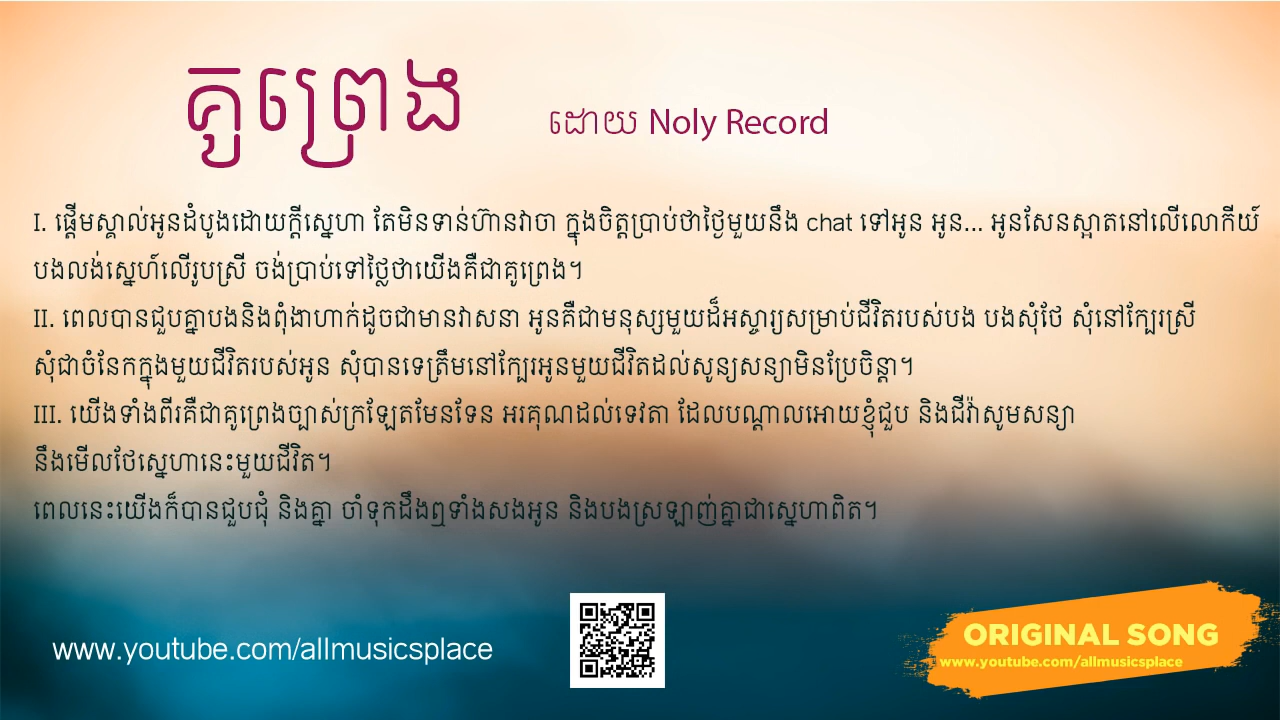 គូព្រេង
ដោយ Noly Record
I. ផ្ដើមស្គាល់អូនដំបូងដោយក្ដីស្នេហា តែមិនទាន់ហ៊ានវាចា ក្នុងចិត្តប្រាប់ថាថ្ងៃមួយនឹង chat ទៅអូន អូន... អូនសែនស្អាតនៅលើលោកីយ៍
បងលង់ស្នេហ៍លើរូបស្រី ចង់ប្រាប់ទៅថ្លៃថាយើងគឺជាគូព្រេង។
II. ពេលបានជួបគ្នាបងនិងពុំងាហាក់ដូចជាមានវាសនា អូនគឺជាមនុស្សមួយដ៏អស្ចារ្យសម្រាប់ជីវិតរបស់បង បងសុំថែ សុំនៅក្បែរស្រី
សុំជាចំនែកក្នុងមួយជីវិតរបស់អូន សុំបានទេត្រឹមនៅក្បែរអូនមួយជីវិតដល់សូន្យសន្យាមិនប្រែចិន្ដា។
III. យើងទាំងពីរគឺជាគូព្រេងច្បាស់ក្រឡែតមែនទែន អរគុណដល់ទេវតា ដែលបណ្ដាលអោយខ្ញុំជួប និងជីវ៉ាសូមសន្យា
នឹងមើលថែស្នេហានេះមួយជីវិត។
ពេលនេះយើងក៏បានជួបជុំ និងគ្នា ចាំទុកដឹងឮទាំងសងអូន និងបងស្រឡាញ់គ្នាជាស្នេហាពិត។
www.youtube.com/allmusicsplace
ORIGINAL SONG
www.youtube.com/allmusicsplace